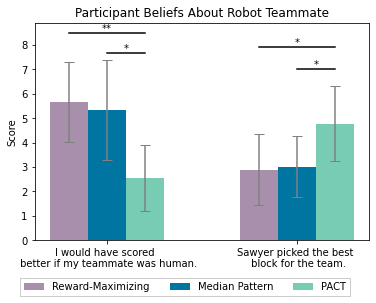 Participant Beliefs About Robot Teammate
**
*
*
*
Score
8
7
6
5
4
3
2
1
0
I would have scored
better if my teammate was human.
Sawyer picked the best
block for the team.
Reward-Maximizing
Median Pattern
PACT